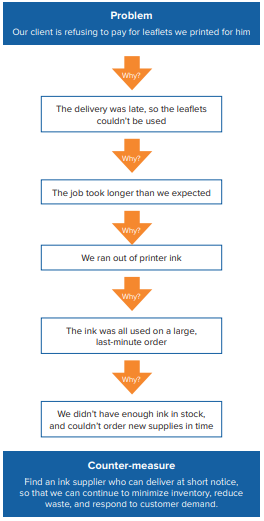 Problem
Our client is refusing to pay for leaflets we printed for him
Why?
The delivery was late, so the leaflets
couldn't be used
Why?
The job took longer than we expected
Why?
We ran out of printer ink
Why?
The ink was all used on a large,
last-minute order
Why?
We didn't have enough ink in stock,
and couldn't order new supplies in time
Counter-measure
Find an ink supplier who can deliver at short notice,
so that we can continue to minimize inventory, reduce
waste, and respond to customer demand.